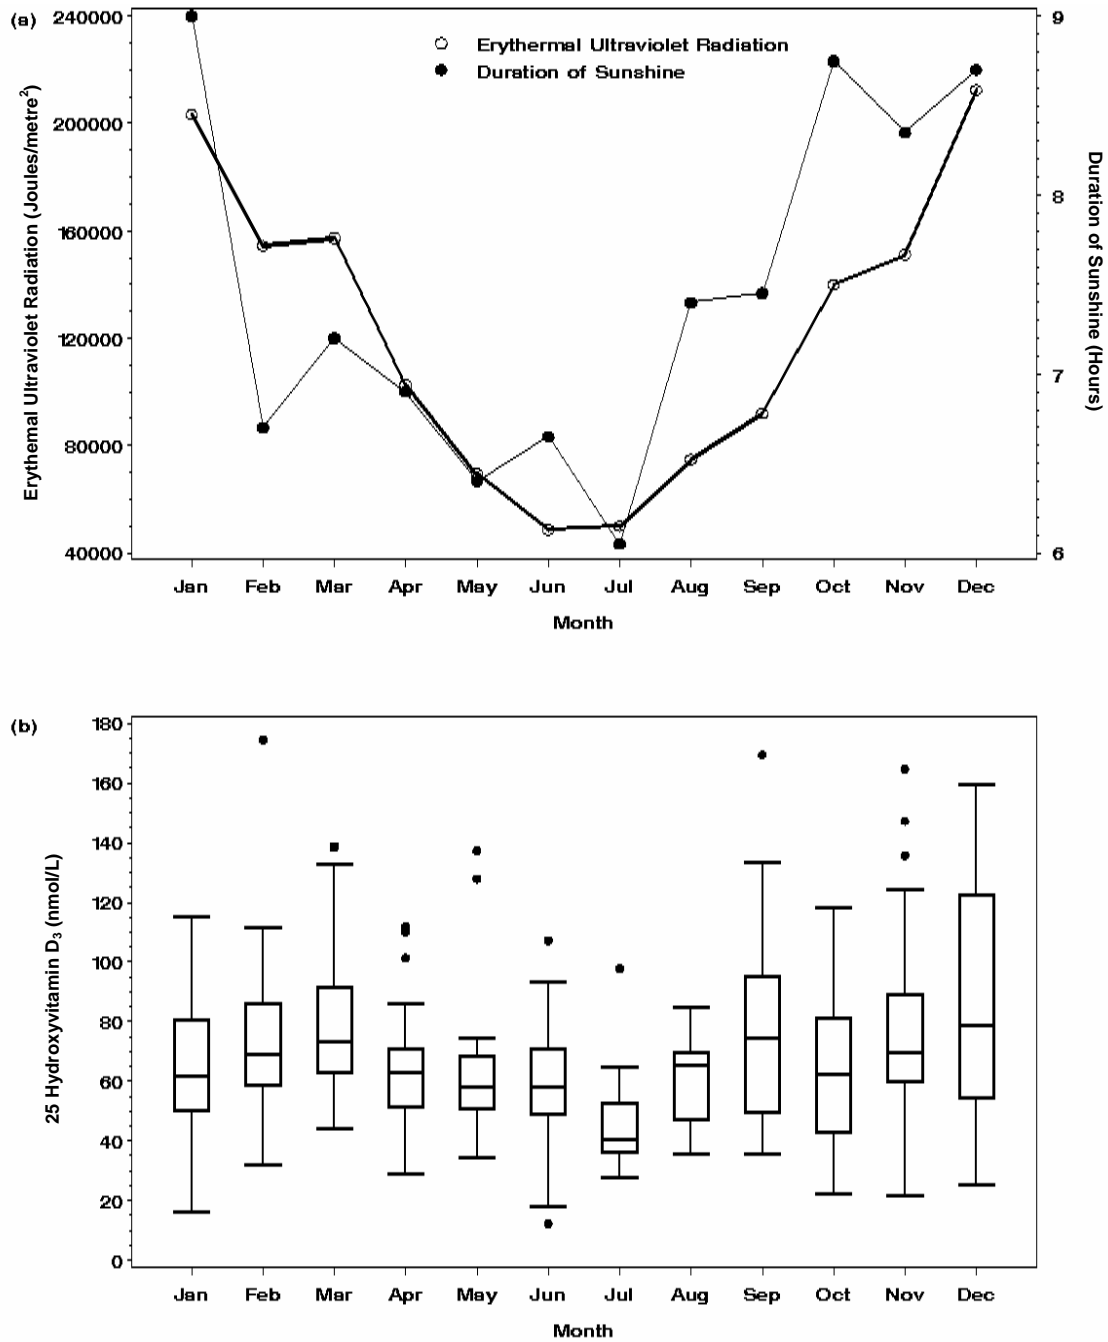 (a)
240000
200000
160000
120000
80000
40000
Erythemal Ultraviolet Radiation (Joules/metre²)
Erythermal Ultraviolet Radiation
Duration of Sunshine
9
8
7
6
Duration of Sunshine (Hours)
Jan Feb Mar Apr May Jun Jul Aug Sep Oct Nov Dec
Month
(b)
180
160
140
120
100
80
60
40
20
0
25 Hydroxyvitamin D₃ (nmol/L)
Jan Feb Mar Apr May Jun Jul Aug Sep Oct Nov Dec
Month